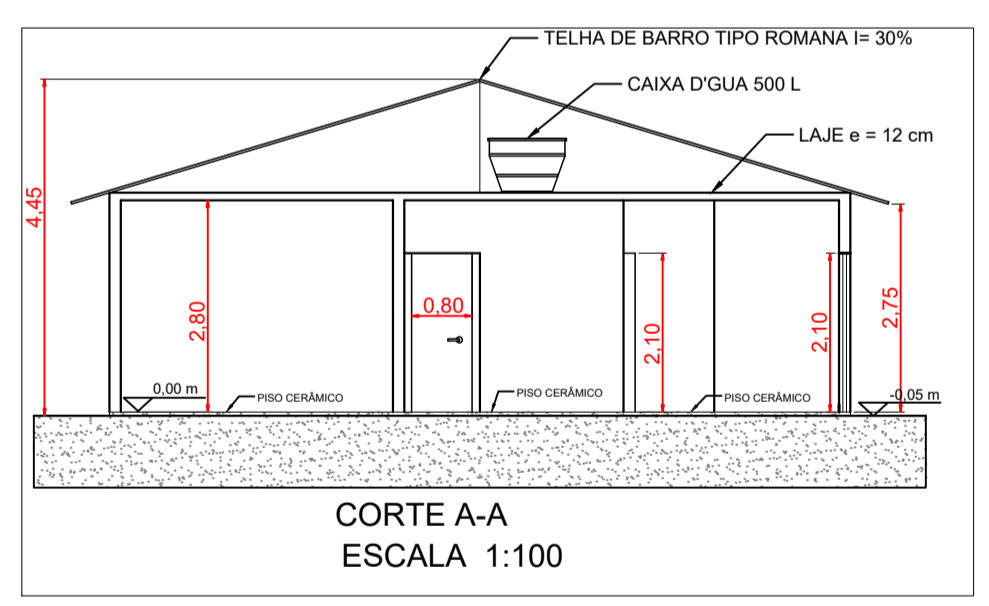 TELHA DE BARRO TIPO ROMANA I= 30%
CAIXA D'GUA 500 L
LAJE e = 12 cm
4,45
2,80
0,80
2,10
2,10
2,75
0,00 m
PISO CERÂMICO
PISO CERÂMICO
PISO CERÂMICO
-0,05 m
CORTE A-A
ESCALA 1:100